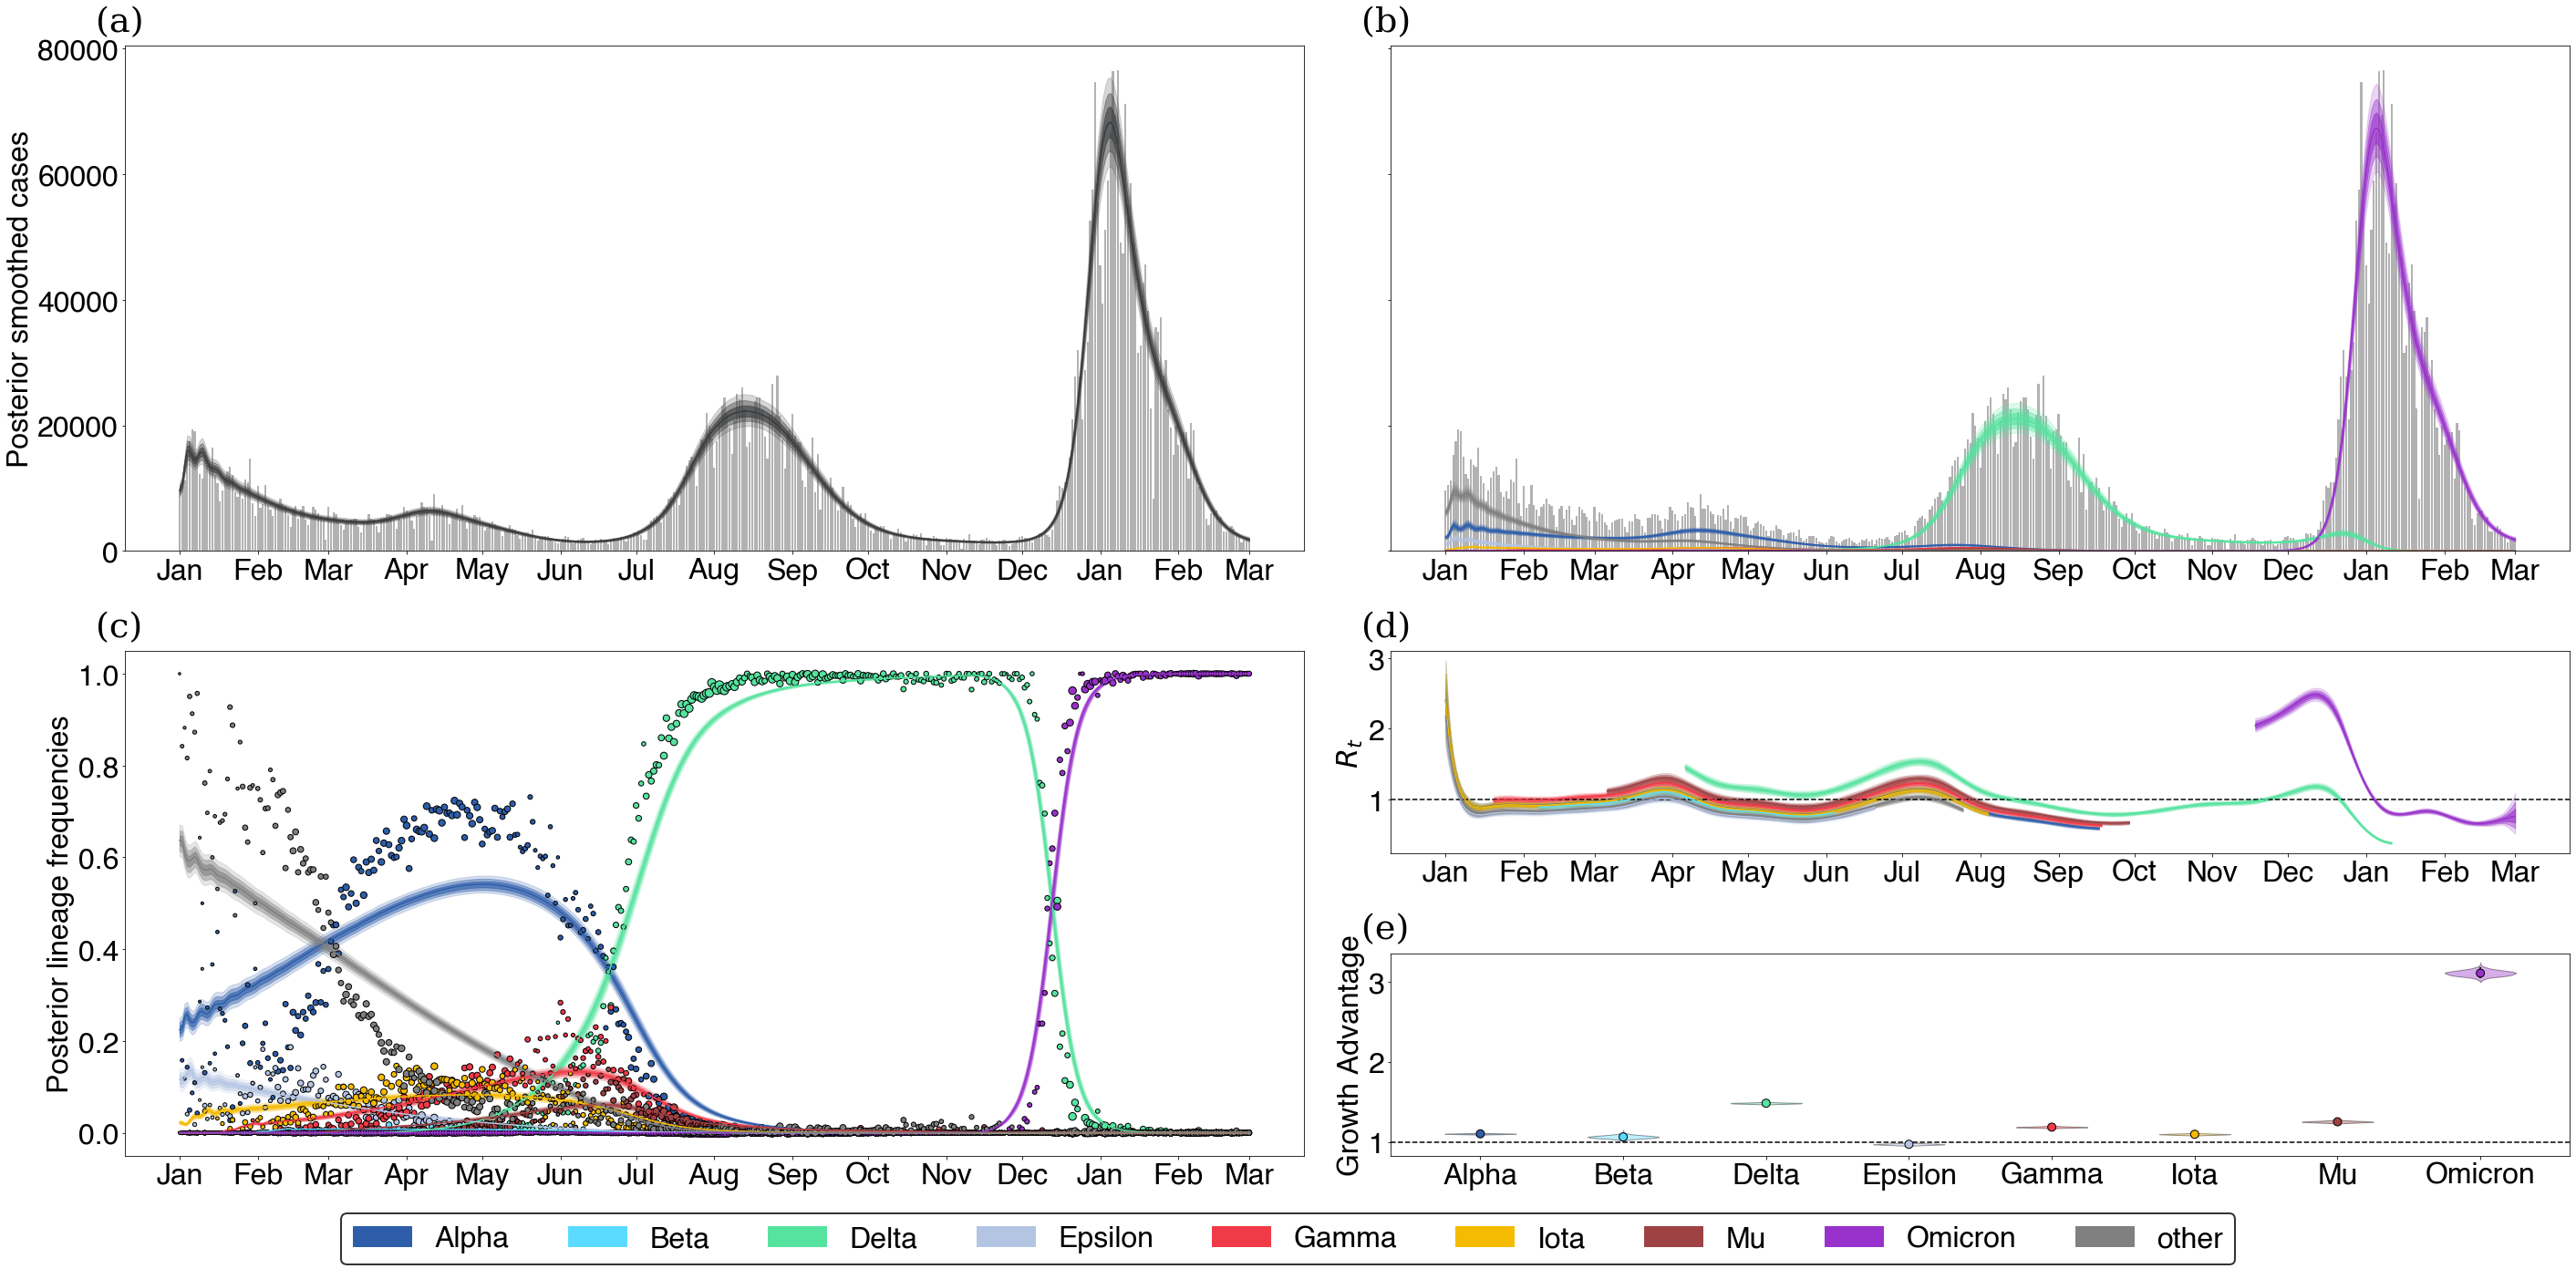 (a)
(b)
Posterior smoothed cases
80000
60000
40000
20000
0
Jan Feb Mar Apr May Jun Jul Aug Sep Oct Nov Dec Jan Feb Mar
Jan Feb Mar Apr May Jun Jul Aug Sep Oct Nov Dec Jan Feb Mar
(c)
Posterior lineage frequencies
1.0
0.8
0.6
0.4
0.2
0.0
Jan Feb Mar Apr May Jun Jul Aug Sep Oct Nov Dec Jan Feb Mar
(d)
Rt
3
2
1
Jan Feb Mar Apr May Jun Jul Aug Sep Oct Nov Dec Jan Feb Mar
(e)
Growth Advantage
3
2
1
Alpha Beta Delta Epsilon Gamma Iota Mu Omicron
Alpha Beta Delta Epsilon Gamma Iota Mu Omicron other